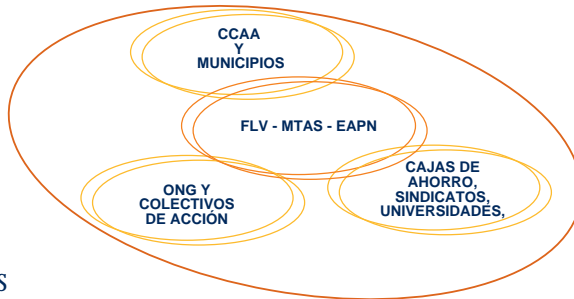 CCAA
Y
MUNICIPIOS
FLV - MTAS - EAPN
CAJAS DE
AHORRO,
SINDICATOS,
UNIVERSIDADES,
ONG Y
COLECTIVOS
DE ACCIÓN
S